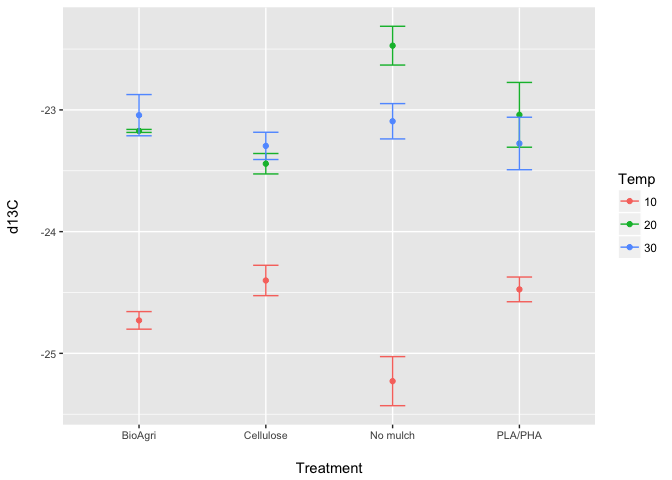 d13C
-23
-24
-25
BioAgri
Cellulose
No mulch
PLA/PHA
Treatment
Temp
10
20
30